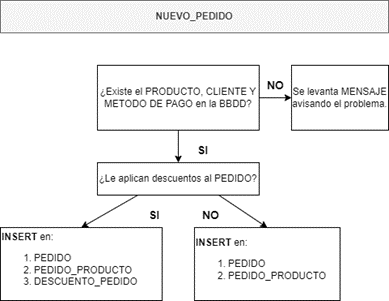 NUEVO_PEDIDO
¿Existe el PRODUCTO, CLIENTE Y
METODO DE PAGO en la BBDD?
NO
Se levanta MENSAJE
avisando el problema.
SI
¿Le aplican descuentos al PEDIDO?
SI
NO
INSERT en:
1. PEDIDO
2. PEDIDO_PRODUCTO
3. DESCUENTO_PEDIDO
INSERT en:
1. PEDIDO
2. PEDIDO_PRODUCTO